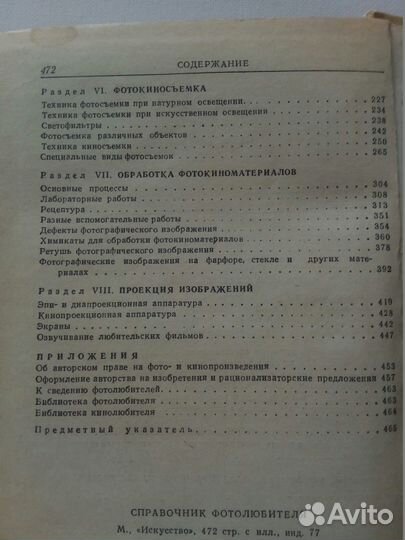 472 СОДЕРЖАНИЕ
Раздел VI. ФОТОКИНОСЪЕМКА
Техника фотосъемки при натурном освещении. . . . 227
Техника фотосъемки при искусственном освещении . . . 234
Светофильтры . . . 238
Фотосъемка различных объектов . . . 242
Техника киносъемки . . . 250
Специальные виды фотосъемок . . . 265
Раздел VII. ОБРАБОТКА ФОТОКИНОМАТЕРИАЛОВ
Основные процессы . . . 304
Лабораторные работы . . . 308
Рецептура . . . 313
Разные вспомогательные работы . . . 351
Дефекты фотографического изображения . . . 354
Химикаты для обработки фотокиноматериалов . . . 360
Ретушь фотографического изображения . . . 378
Фотографические изображения на фарфоре, стекле и других мате-
риалах . . . 392
Раздел VIII. ПРОЕКЦИЯ ИЗОБРАЖЕНИЙ
Эпи- и диапроекционная аппаратура . . . 419
Кинопроекционная аппаратура . . . 428
Экраны . . . 442
Озвучивание любительских фильмов . . . 447
ПРИЛОЖЕНИЯ
Об авторском праве на фото- и кинопроизведения . . . 453
Оформление авторства на изобретения и рационализаторские предложения 457
К сведению фотолюбителей. . . . 463
Библиотека фотолюбителя . . . 463
Библиотека кинолюбителя . . . 464
Предметный указатель. . . . 465
СПРАВОЧНИК ФОТОЛЮБИТЕЛЯ
М., «Искусство», 472 стр. с илл., инд. 77
Avito